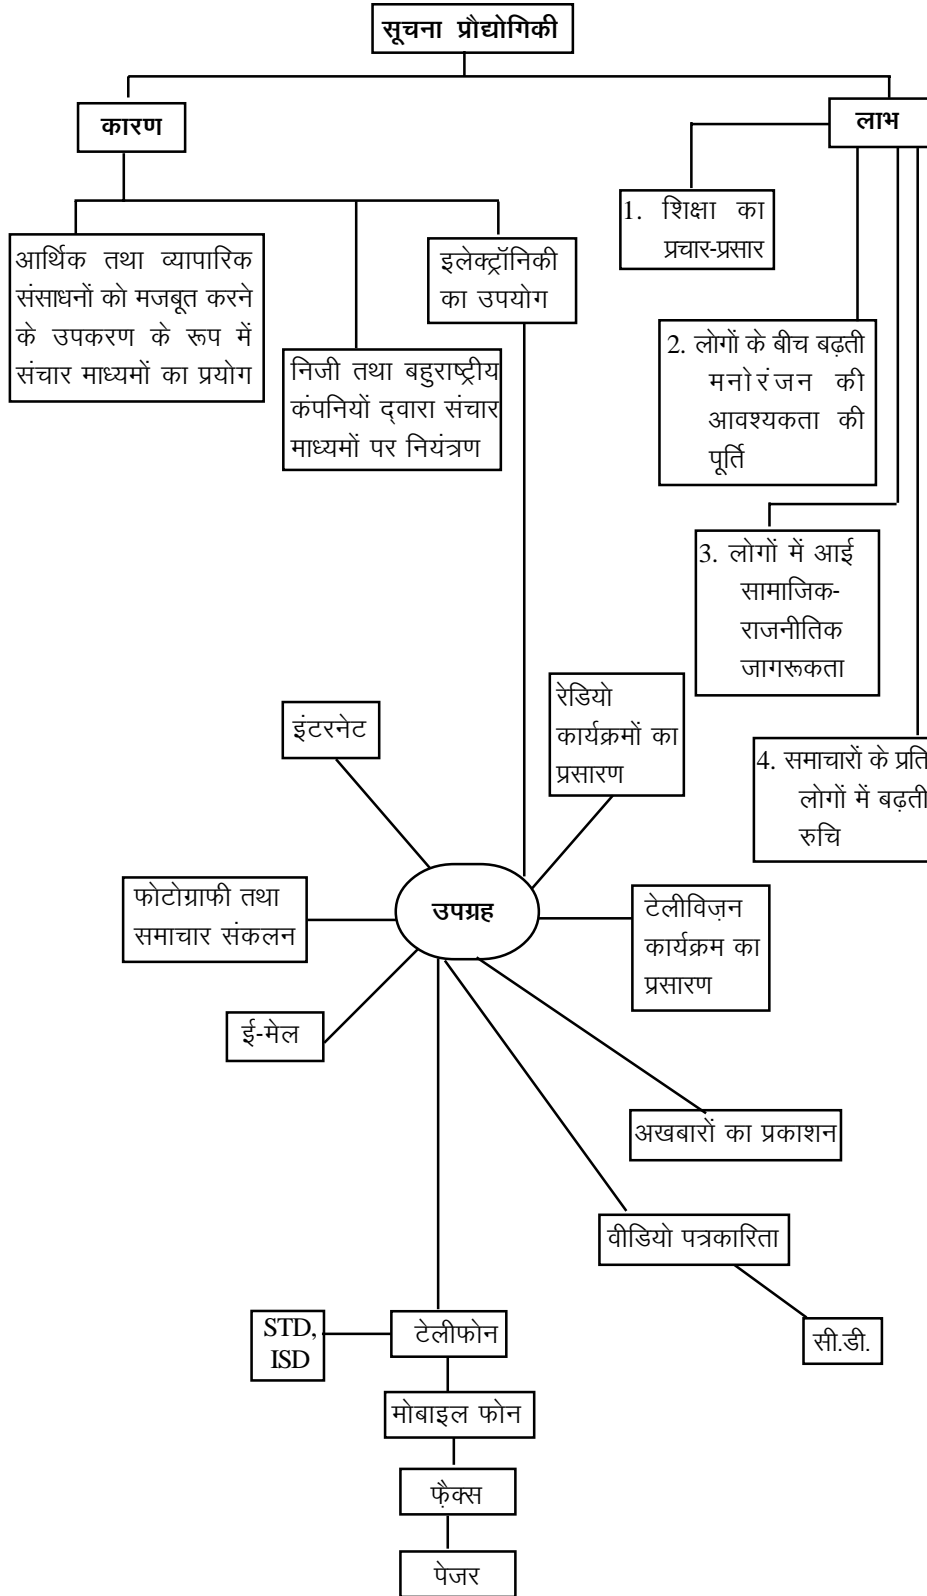 सूचना प्रौद्योगिकी
कारण
लाभ
1. शिक्षा का
प्रचार-प्रसार
आर्थिक तथा व्यापारिक
संसाधनों को मजबूत करने
के उपकरण के रूप में
संचार माध्यमों का प्रयोग
इलेक्ट्रॉनिकी
का उपयोग
निजी तथा बहुराष्ट्रीय
कंपनियों द्वारा संचार
माध्यमों पर नियंत्रण
2. लोगों के बीच बढ़ती
मनोरंजन की
आवश्यकता की
पूर्ति
3. लोगों में आई
सामाजिक-
राजनीतिक
जागरूकता
4. समाचारों के प्रति
लोगों में बढ़ती
रुचि
इंटरनेट
रेडियो
कार्यक्रमों का
प्रसारण
फोटोग्राफी तथा
समाचार संकलन
उपग्रह
टेलीविज़न
कार्यक्रम का
प्रसारण
ई-मेल
अखबारों का प्रकाशन
वीडियो पत्रकारिता
सी.डी.
STD,
ISD
टेलीफोन
मोबाइल फोन
फ़ैक्स
पेजर